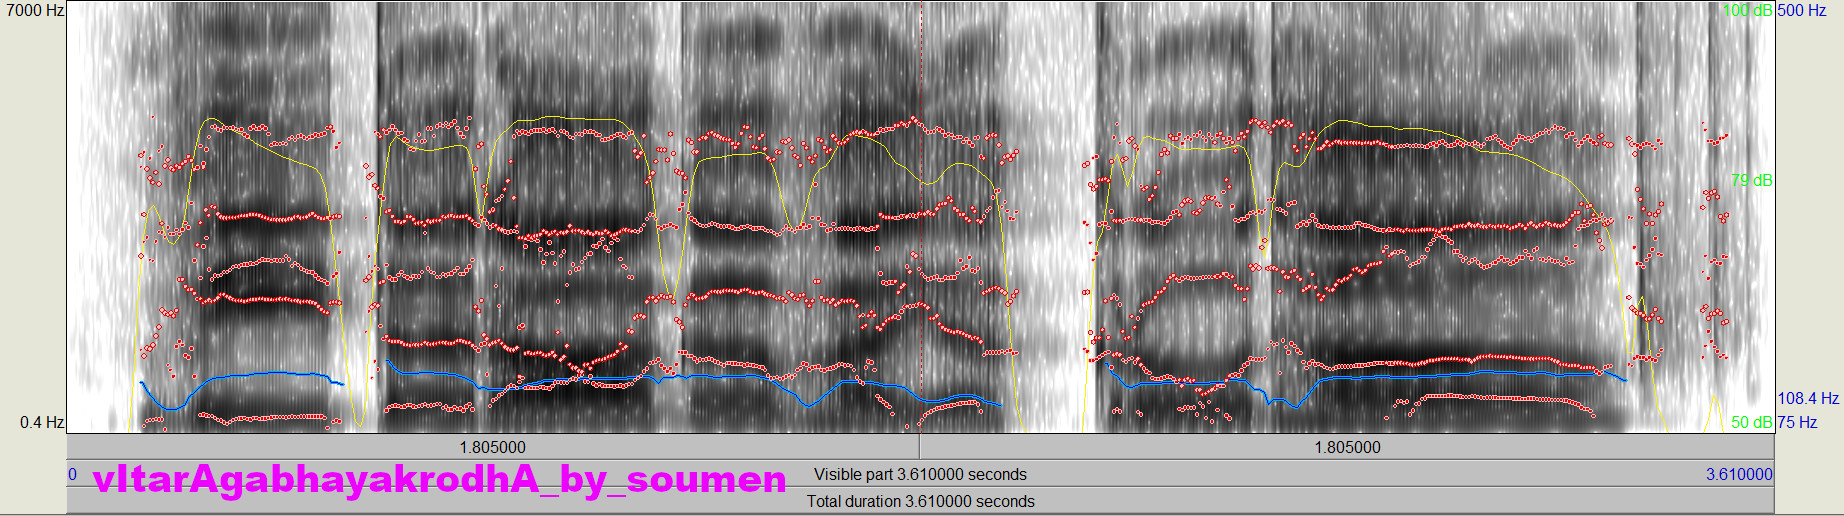 7000 Hz 100 dB 500 Hz
79 dB
108.4 Hz
0.4 Hz 50 dB 75 Hz
1.805000 1.805000
0 vItarAgabhayakrodhA_by_soumen Visible part 3.610000 seconds 3.610000
Total duration 3.610000 seconds